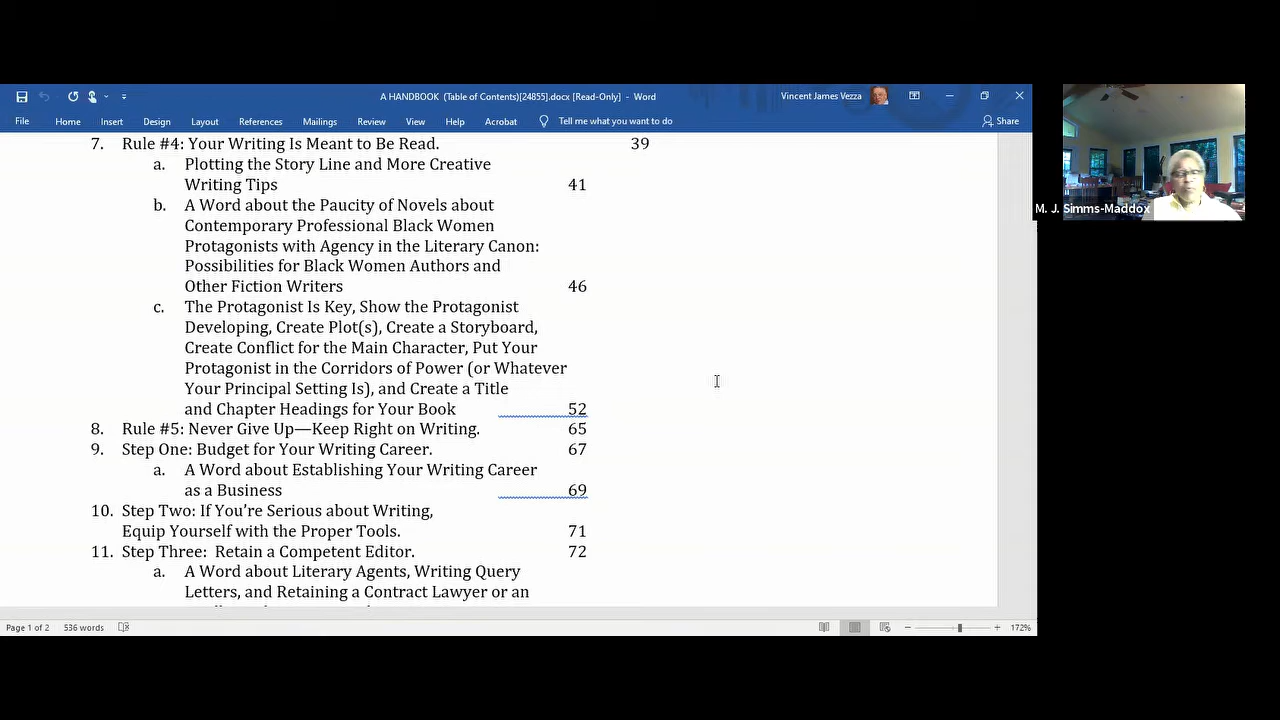 A HANDBOOK (Table of Contents)[24855].docx [Read-Only] - Word
Vincent James Vezza
File Home Insert Design Layout References Mailings Review View Help Acrobat Tell me what you want to do Share
7. Rule #4: Your Writing Is Meant to Be Read. 39
a. Plotting the Story Line and More Creative
Writing Tips 41
b. A Word about the Paucity of Novels about
Contemporary Professional Black Women
Protagonists with Agency in the Literary Canon:
Possibilities for Black Women Authors and
Other Fiction Writers 46
c. The Protagonist Is Key, Show the Protagonist
Developing, Create Plot(s), Create a Storyboard,
Create Conflict for the Main Character, Put Your
Protagonist in the Corridors of Power (or Whatever
Your Principal Setting Is), and Create a Title
and Chapter Headings for Your Book 52
8. Rule #5: Never Give Up—Keep Right on Writing. 65
9. Step One: Budget for Your Writing Career. 67
a. A Word about Establishing Your Writing Career
as a Business 69
10. Step Two: If You’re Serious about Writing,
Equip Yourself with the Proper Tools. 71
11. Step Three: Retain a Competent Editor. 72
a. A Word about Literary Agents, Writing Query
Letters, and Retaining a Contract Lawyer or an
Page 1 of 2 536 words 172%
M. J. Simms-Maddox